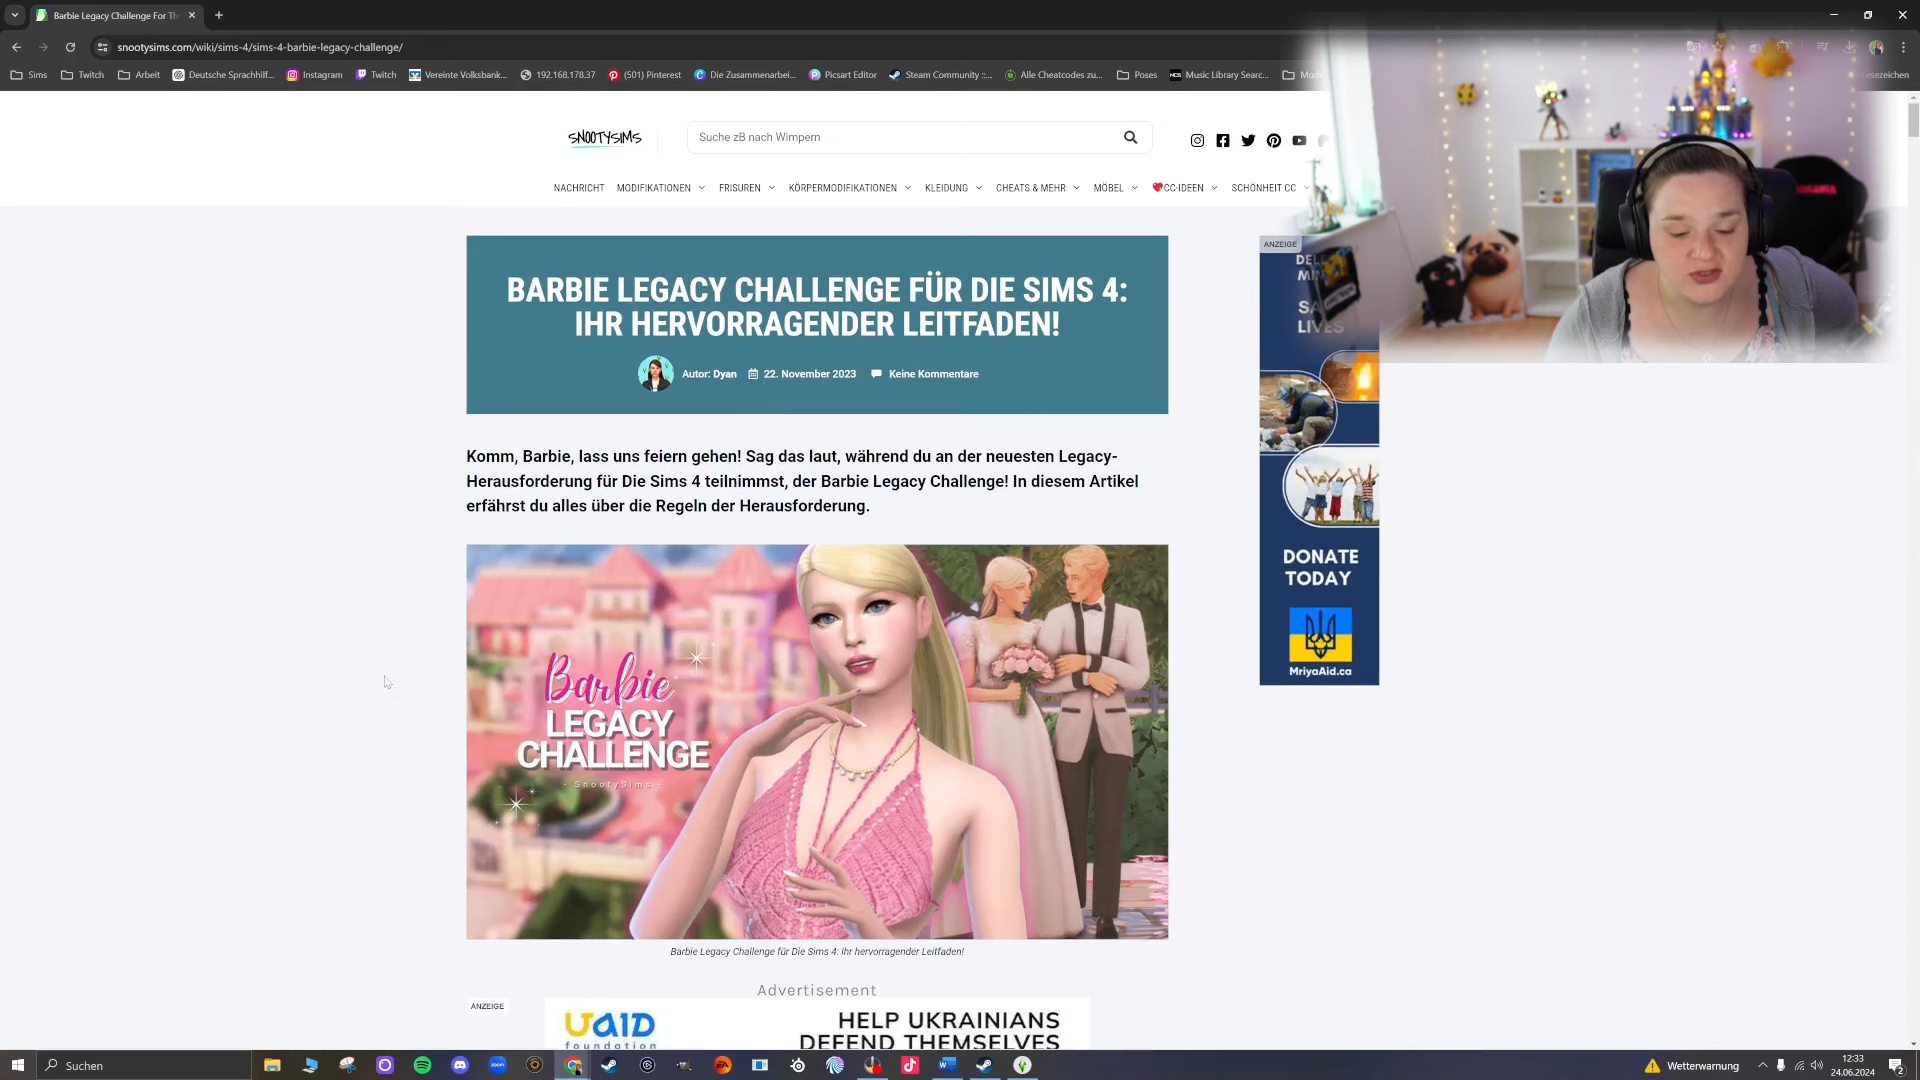 Barbie Legacy Challenge For Th
snootysims.com/wiki/sims-4/sims-4-barbie-legacy-challenge/
Sims
Twitch
Arbeit
Deutsche Sprachhilf...
Instagram
Twitch
Vereinte Volksbank...
192.168.178.37
(501) Pinterest
Die Zusammenarbei...
Picsart Editor
Steam Community ::...
Alle Cheatcodes zu...
Poses
Music Library Searc...
Lesezeichen
SNOOTYSIMS
Suche zB nach Wimpern
NACHRICHT
MODIFIKATIONEN
FRISUREN
KÖRPERMODIFIKATIONEN
KLEIDUNG
CHEATS & MEHR
MÖBEL
CC-IDEEN
SCHÖNHEIT CC
BARBIE LEGACY CHALLENGE FÜR DIE SIMS 4:
IHR HERVORRAGENDER LEITFADEN!
Autor: Dyan
22. November 2023
Keine Kommentare
Komm, Barbie, lass uns feiern gehen! Sag das laut, während du an der neuesten Legacy-
Herausforderung für Die Sims 4 teilnimmst, der Barbie Legacy Challenge! In diesem Artikel
erfährst du alles über die Regeln der Herausforderung.
Barbie
LEGACY
CHALLENGE
- SnootySims -
Barbie Legacy Challenge für Die Sims 4: Ihr hervorragender Leitfaden!
Advertisement
ANZEIGE
UAID
foundation
HELP UKRAINIANS
DEFEND THEMSELVES
ANZEIGE
DONATE
TODAY
MriyaAid.ca
Suchen
zoom
EA
Wetterwarnung
12:33
24.06.2024
2